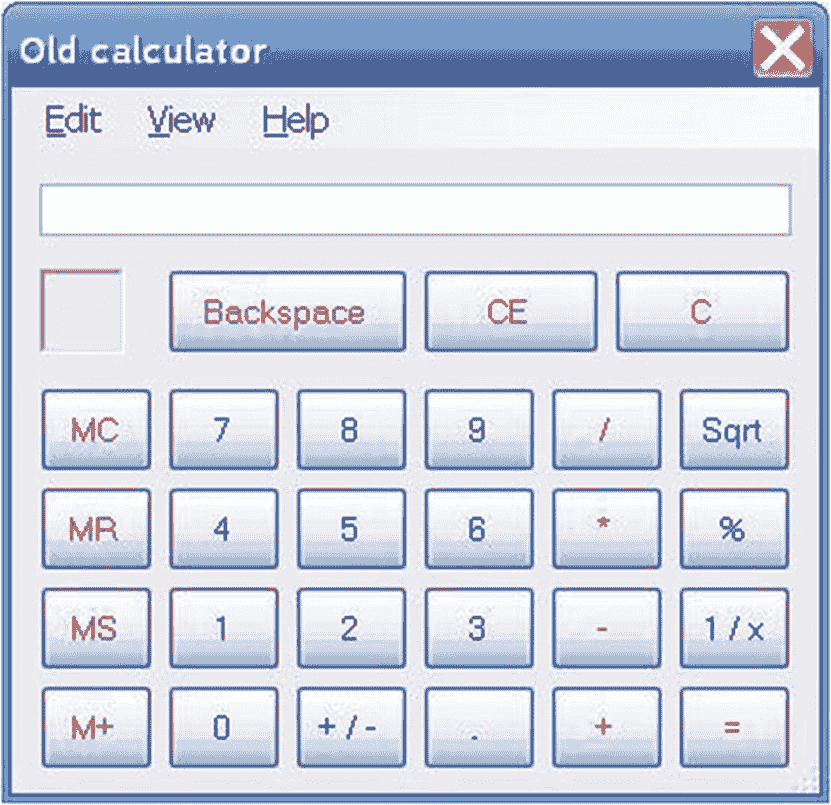 Old calculator
Edit View Help
Backspace CE C
MC 7 8 9 / Sqrt
MR 4 5 6 * %
MS 1 2 3 - 1/x
M+ 0 +/- . + =